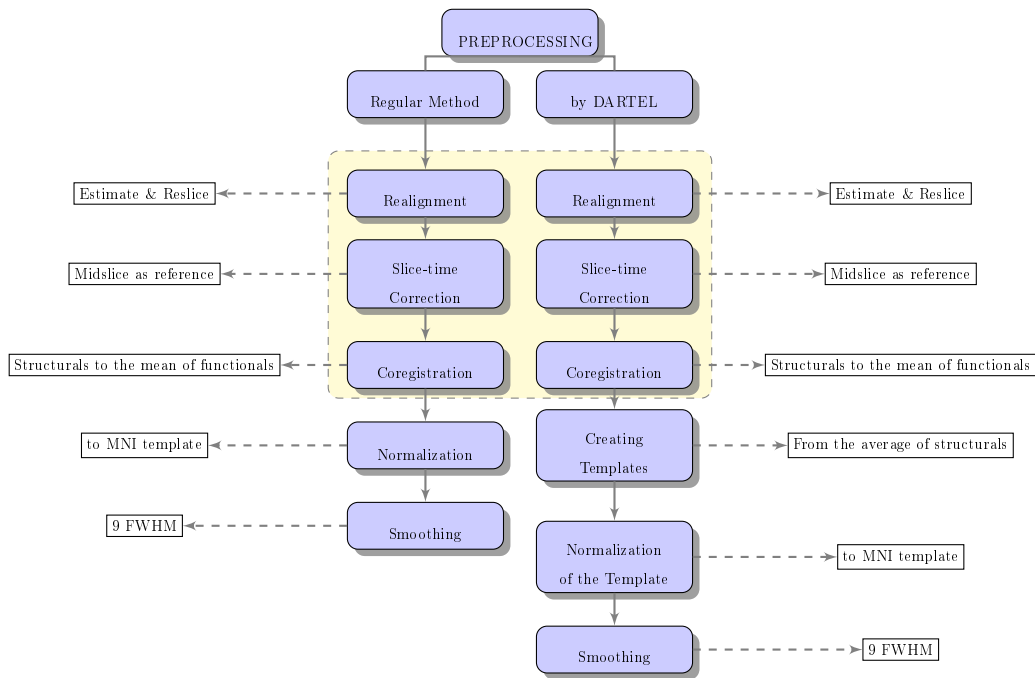 PREPROCESSING
Regular Method
by DARTEL
Estimate & Reslice
Realignment
Realignment
Estimate & Reslice
Midslice as reference
Slice-time
Correction
Slice-time
Correction
Midslice as reference
Structurals to the mean of functionals
Coregistration
Coregistration
Structurals to the mean of functionals
to MNI template
Normalization
Creating
Templates
From the average of structurals
9 FWHM
Smoothing
Normalization
of the Template
to MNI template
Smoothing
9 FWHM